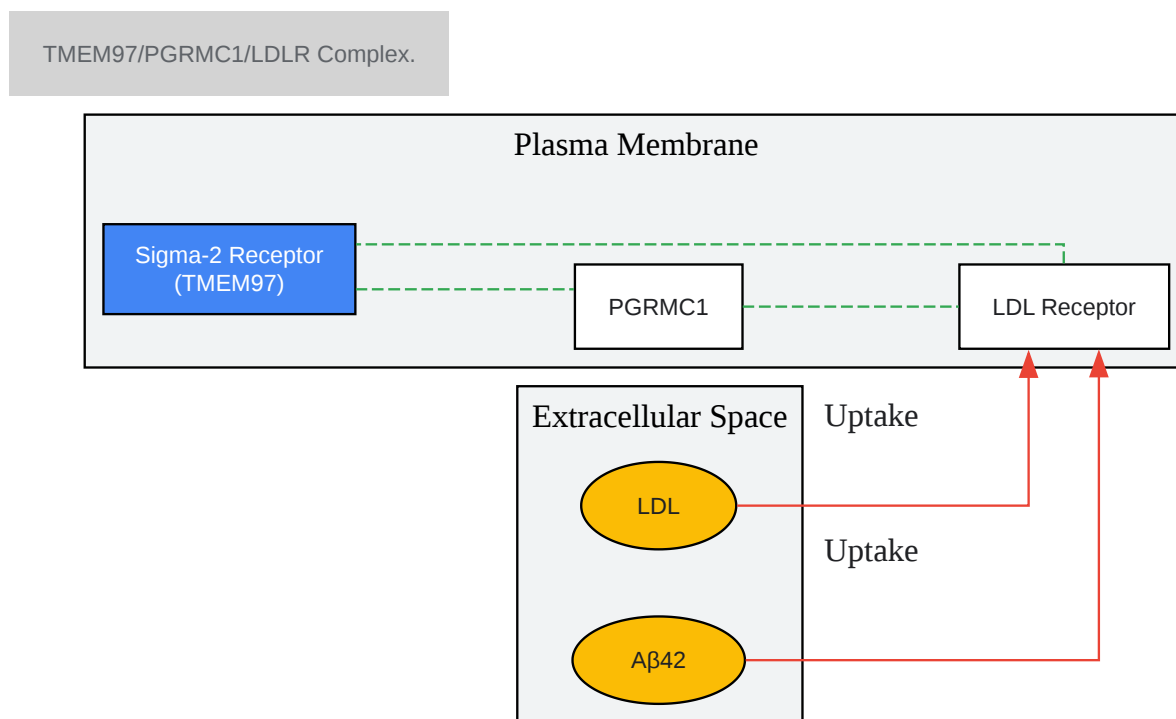 TMEM97/PGRMC1/LDLR Complex.
Plasma Membrane
Sigma-2 Receptor
(TMEM97)
PGRMC1
LDL Receptor
Extracellular Space
Uptake
LDL
Uptake
Aβ42